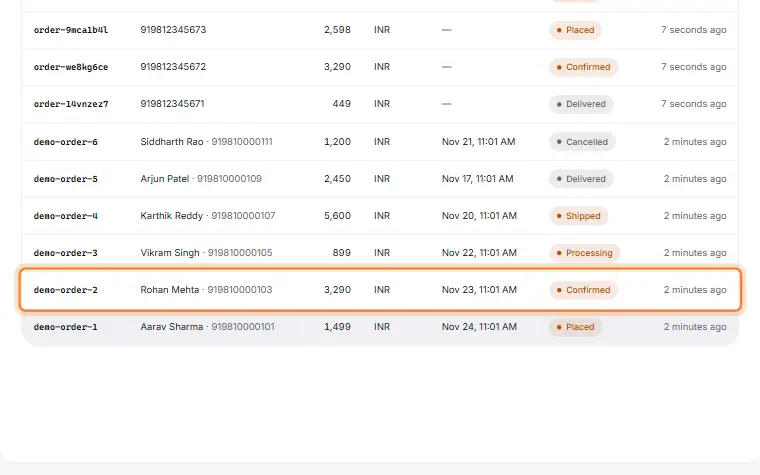 order-9mca1b4l 919812345673 2,598 INR — Placed 7 seconds ago
order-we8kg6ce 919812345672 3,290 INR — Confirmed 7 seconds ago
order-14vnzez7 919812345671 449 INR — Delivered 7 seconds ago
demo-order-6 Siddharth Rao · 919810000111 1,200 INR Nov 21, 11:01 AM Cancelled 2 minutes ago
demo-order-5 Arjun Patel · 919810000109 2,450 INR Nov 17, 11:01 AM Delivered 2 minutes ago
demo-order-4 Karthik Reddy · 919810000107 5,600 INR Nov 20, 11:01 AM Shipped 2 minutes ago
demo-order-3 Vikram Singh · 919810000105 899 INR Nov 22, 11:01 AM Processing 2 minutes ago
demo-order-2 Rohan Mehta · 919810000103 3,290 INR Nov 23, 11:01 AM Confirmed 2 minutes ago
demo-order-1 Aarav Sharma · 919810000101 1,499 INR Nov 24, 11:01 AM Placed 2 minutes ago